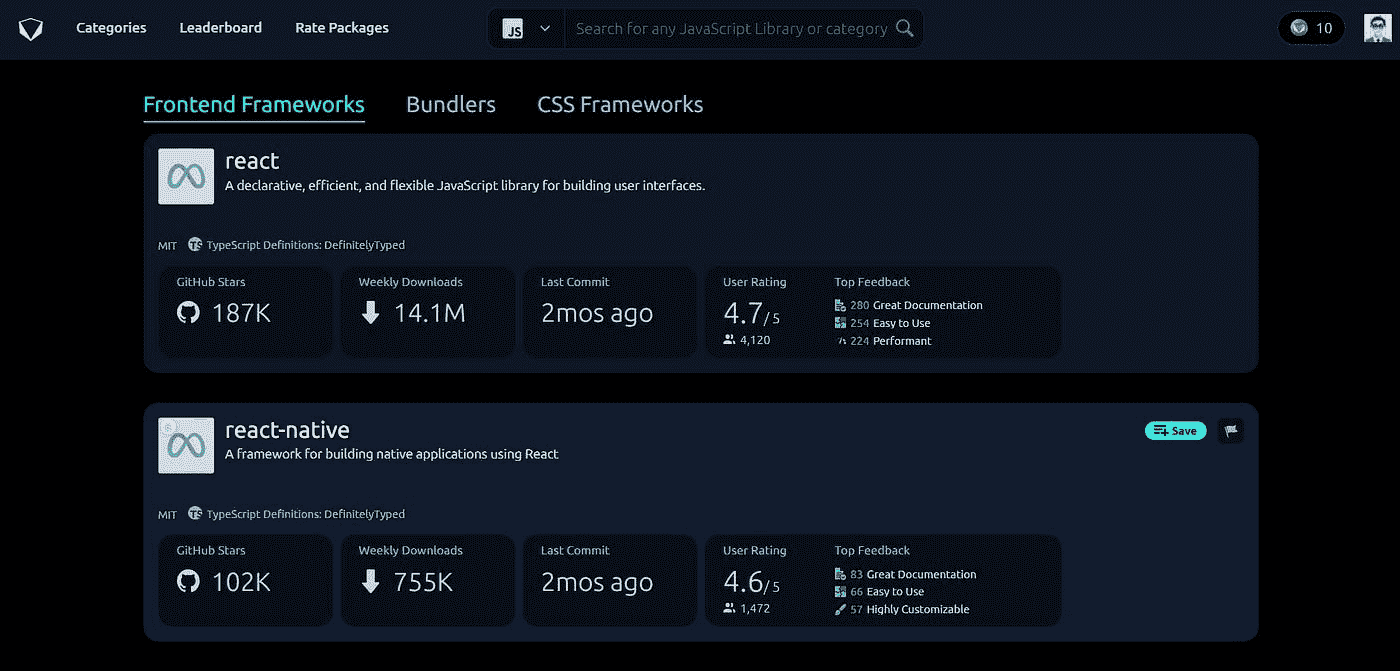 Categories Leaderboard Rate Packages JS Search for any JavaScript Library or category 10
Frontend Frameworks Bundlers CSS Frameworks
react
A declarative, efficient, and flexible JavaScript library for building user interfaces.
MIT TS TypeScript Definitions: DefinitelyTyped
GitHub Stars Weekly Downloads Last Commit User Rating Top Feedback
187K 14.1M 2mos ago 4.7/5
4,120
280 Great Documentation
254 Easy to Use
224 Performant
react-native
Save
A framework for building native applications using React
MIT TS TypeScript Definitions: DefinitelyTyped
GitHub Stars Weekly Downloads Last Commit User Rating Top Feedback
102K 755K 2mos ago 4.6/5
1,472
83 Great Documentation
66 Easy to Use
57 Highly Customizable